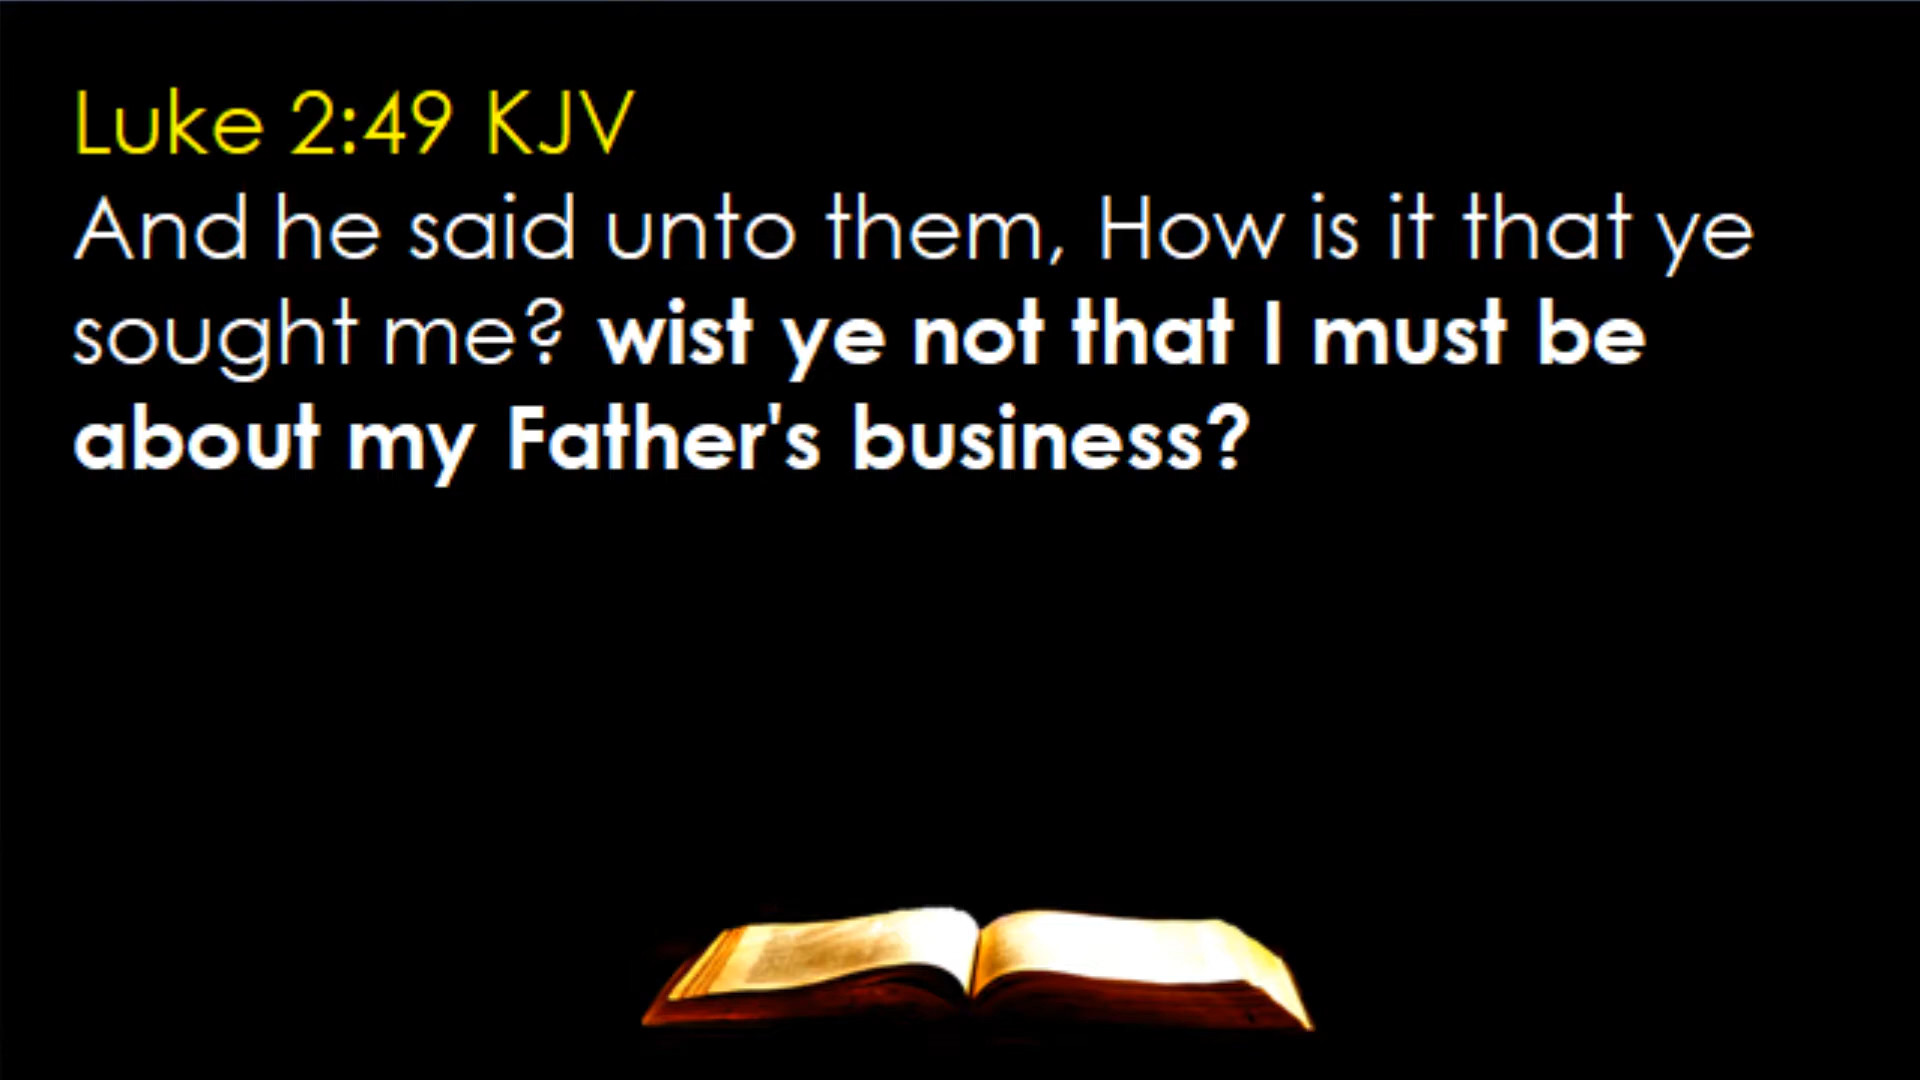 Luke 2:49 KJV
And he said unto them, How is it that ye
sought me? wist ye not that I must be
about my Father's business?